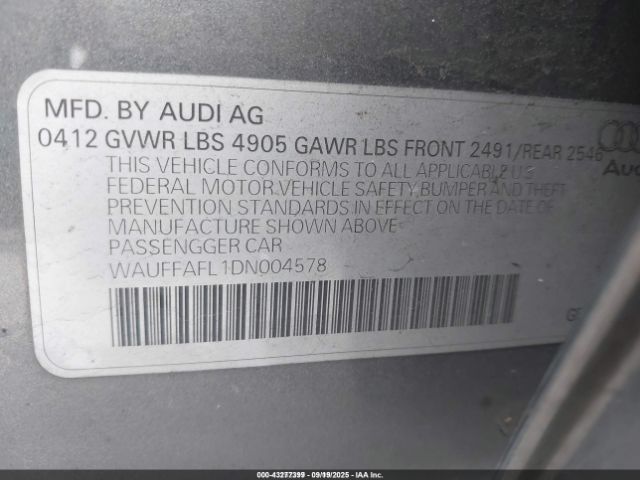 MFD. BY AUDI AG
0412 GVWR LBS 4905 GAWR LBS FRONT 2491/REAR 2546
THIS VEHICLE CONFORMS TO ALL APPLICABLE U.S.
FEDERAL MOTOR VEHICLE SAFETY, BUMPER AND THEFT
PREVENTION STANDARDS IN EFFECT ON THE DATE OF
MANUFACTURE SHOWN ABOVE.
PASSENGGER CAR
WAUFFAFL1DN004578
Aud
GE
43277399 - 09/19/2025 - IAA Inc.